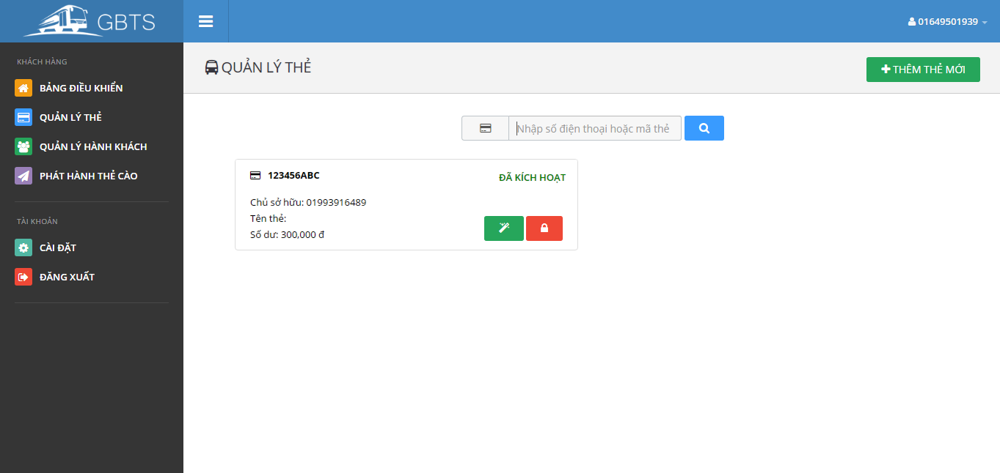 GBTS
01649501939
KHÁCH HÀNG
BẢNG ĐIỀU KHIỂN
QUẢN LÝ THẺ
QUẢN LÝ HÀNH KHÁCH
PHÁT HÀNH THẺ CÀO
TÀI KHOẢN
CÀI ĐẶT
ĐĂNG XUẤT
QUẢN LÝ THẺ
THÊM THẺ MỚI
Nhập số điện thoại hoặc mã thẻ
123456ABC
ĐÃ KÍCH HOẠT
Chủ sở hữu: 01993916489
Tên thẻ:
Số dư: 300,000 đ